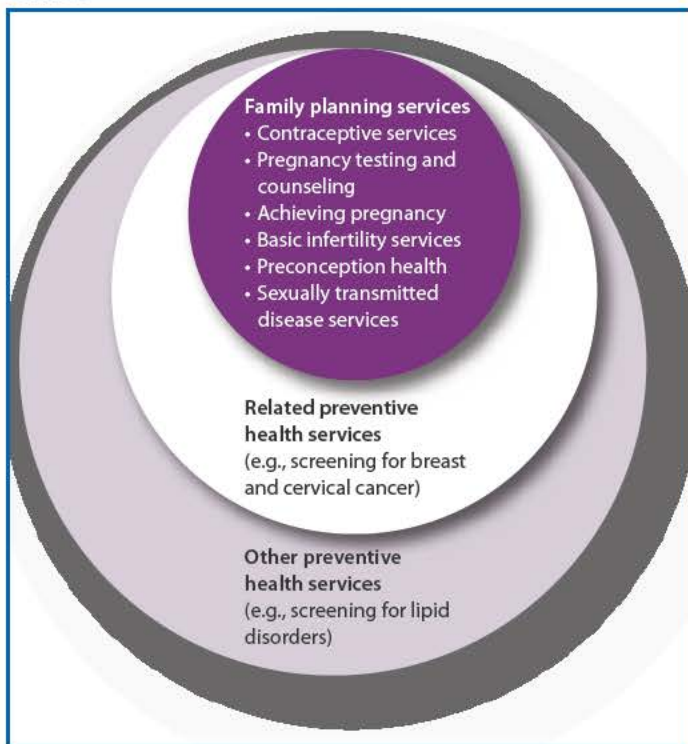 Family planning services
• Contraceptive services
• Pregnancy testing and
counseling
• Achieving pregnancy
• Basic infertility services
• Preconception health
• Sexually transmitted
disease services
Related preventive
health services
(e.g., screening for breast
and cervical cancer)
Other preventive
health services
(e.g., screening for lipid
disorders)